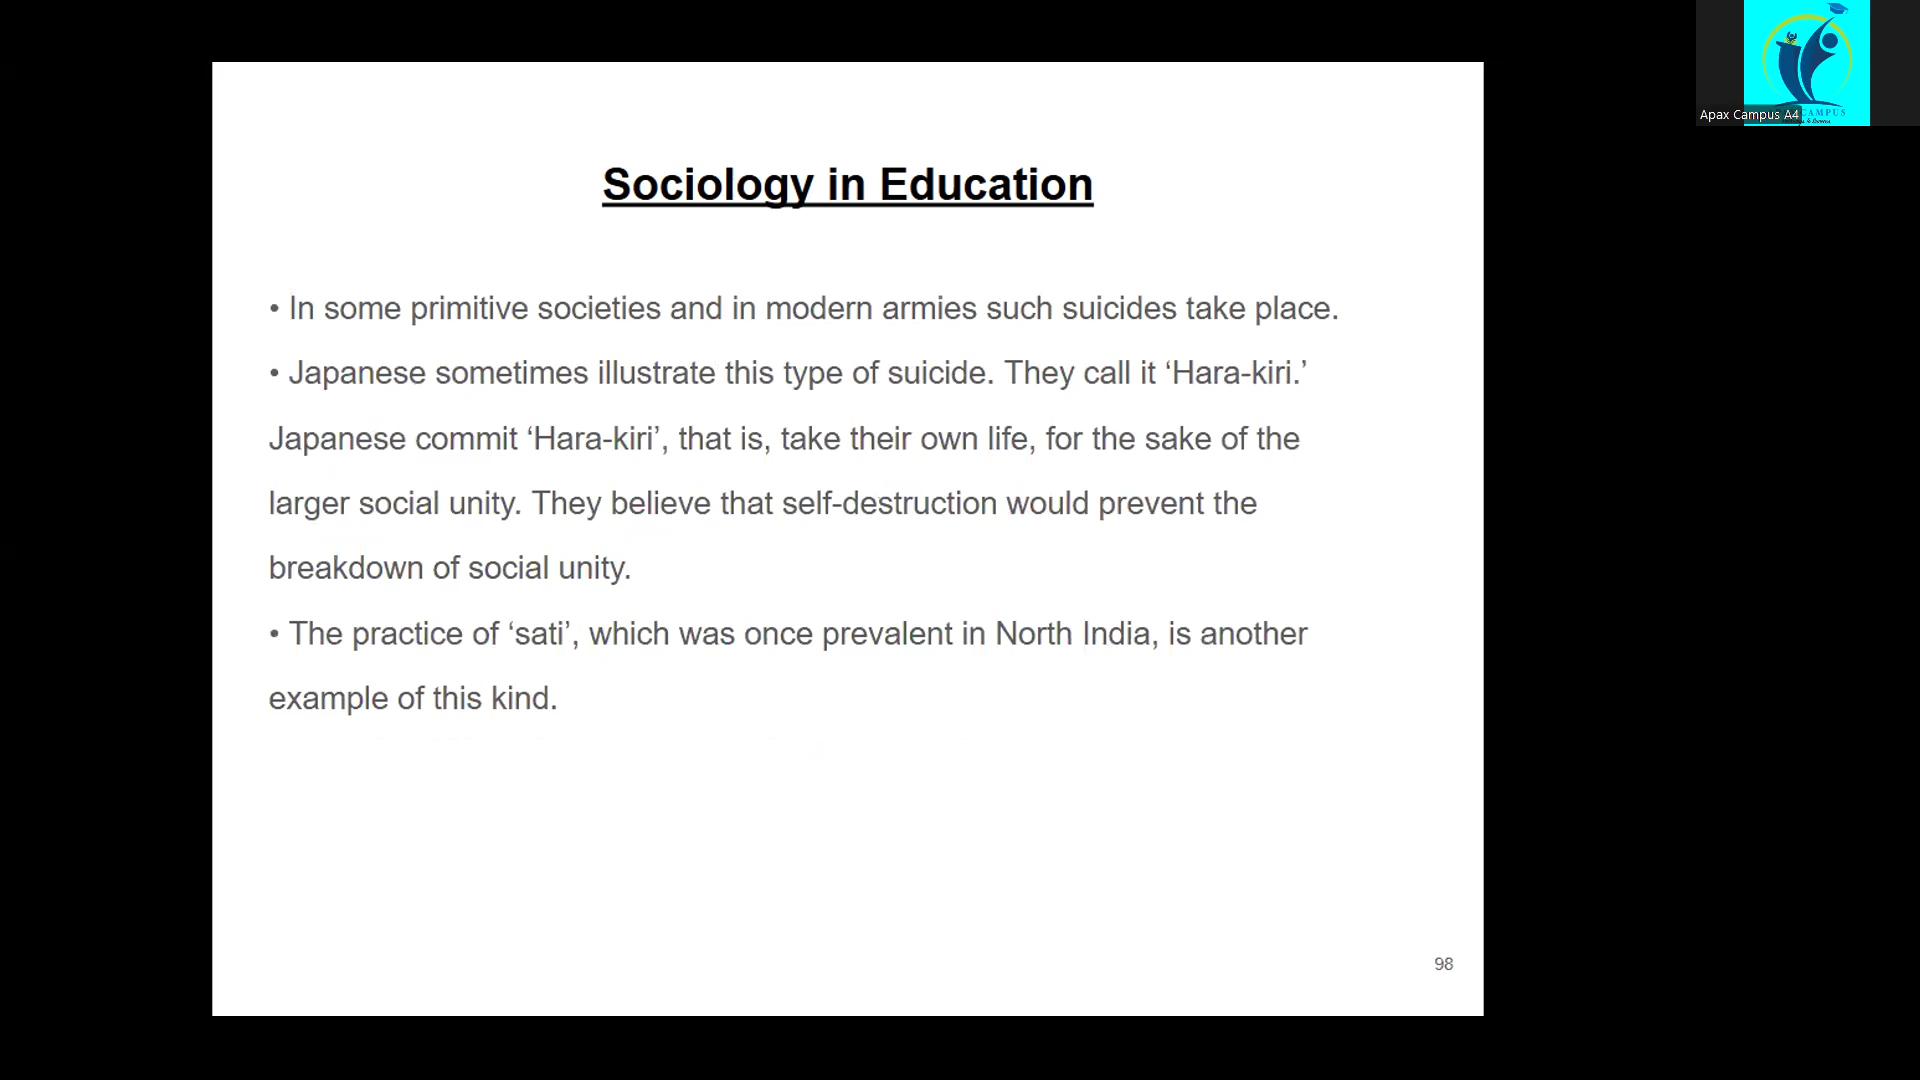 Sociology in Education
• In some primitive societies and in modern armies such suicides take place.
• Japanese sometimes illustrate this type of suicide. They call it ‘Hara-kiri.’
Japanese commit ‘Hara-kiri’, that is, take their own life, for the sake of the
larger social unity. They believe that self-destruction would prevent the
breakdown of social unity.
• The practice of ‘sati’, which was once prevalent in North India, is another
example of this kind.
98
Apax Campus A4
CAMPUS